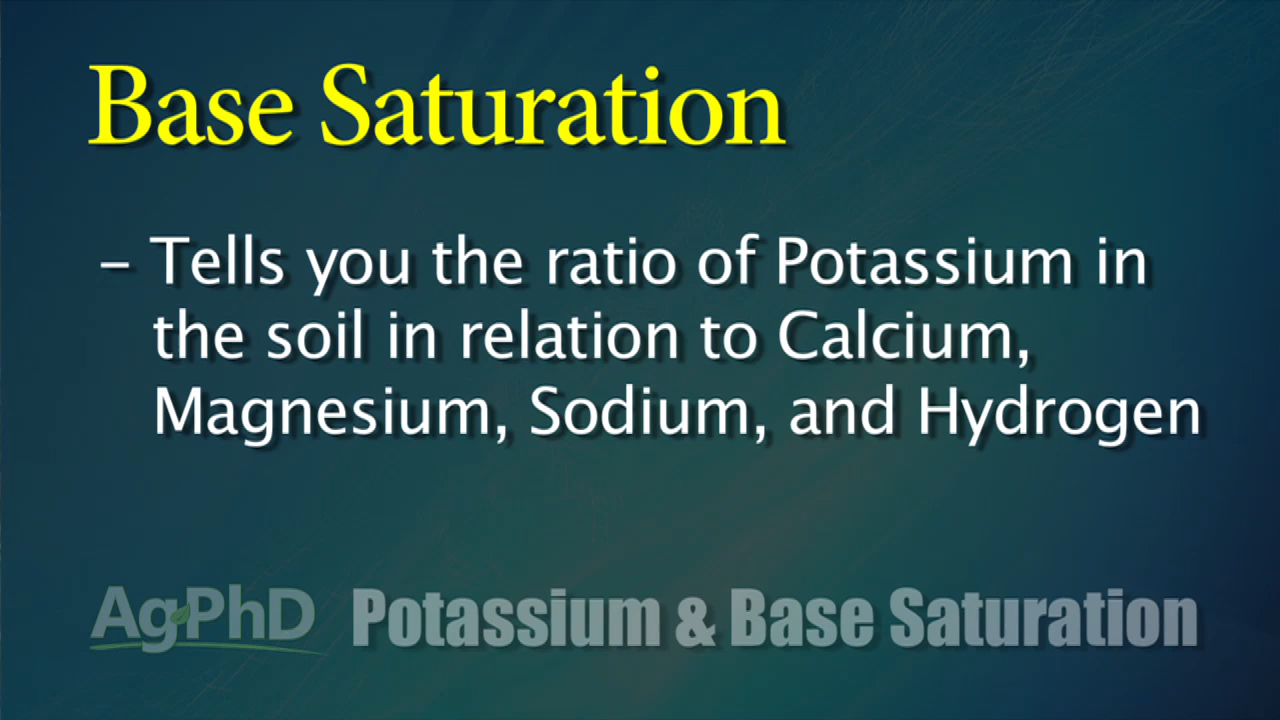 Base Saturation
– Tells you the ratio of Potassium in
the soil in relation to Calcium,
Magnesium, Sodium, and Hydrogen
AgPhD Potassium & Base Saturation